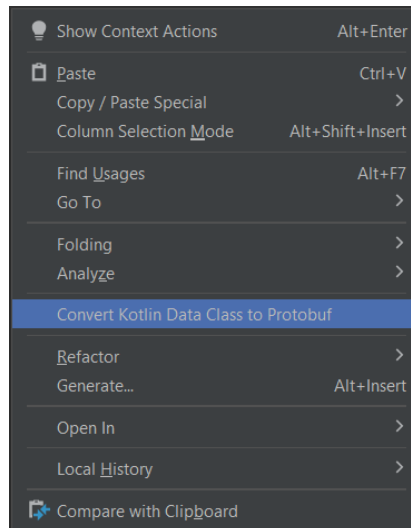 Show Context Actions Alt+Enter
Paste Ctrl+V
Copy / Paste Special
Column Selection Mode Alt+Shift+Insert
Find Usages Alt+F7
Go To
Folding
Analyze
Convert Kotlin Data Class to Protobuf
Refactor
Generate... Alt+Insert
Open In
Local History
Compare with Clipboard